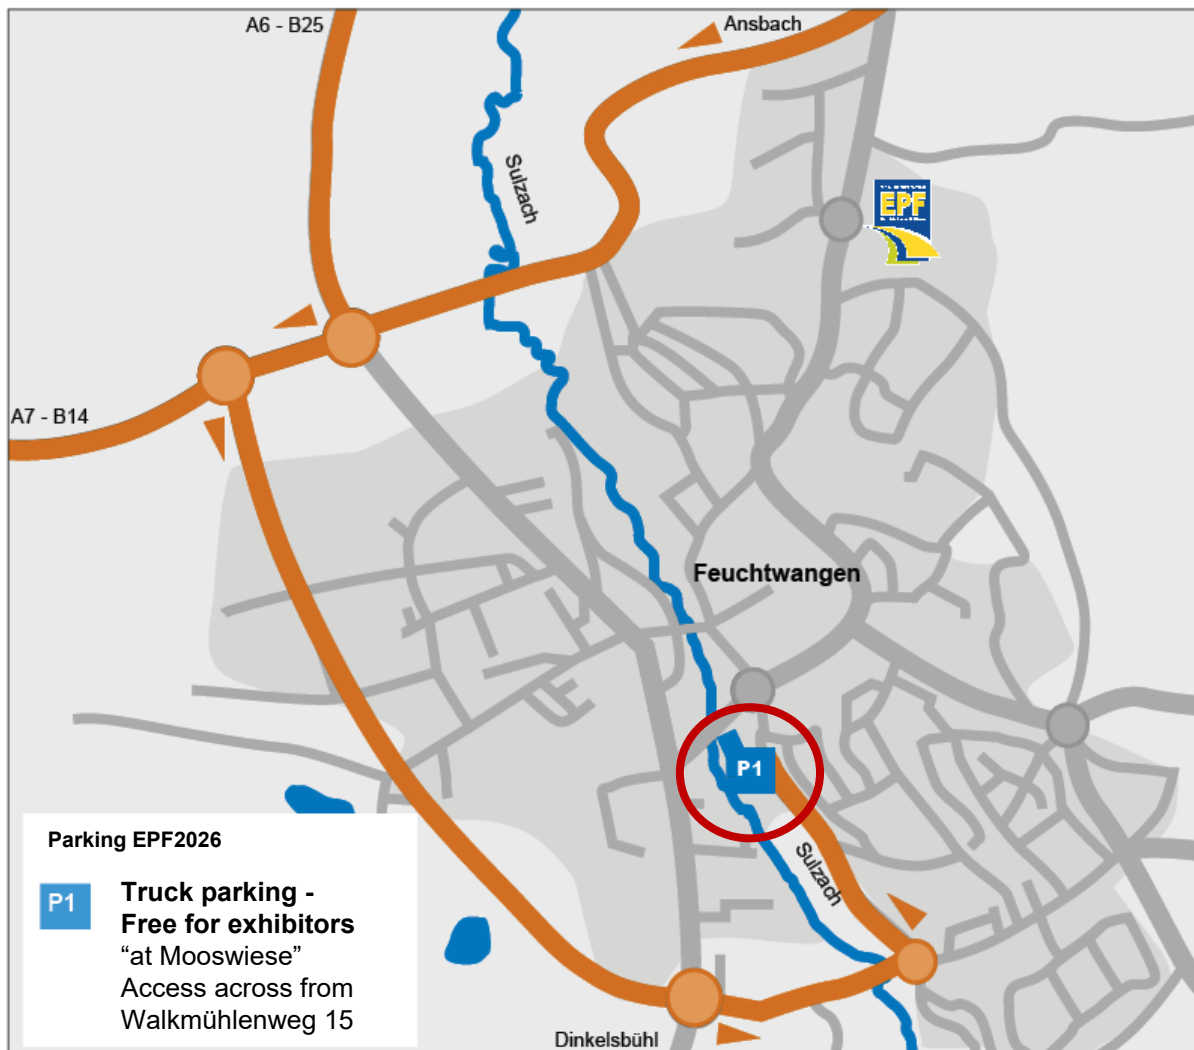 A6 - B25
Ansbach
Sulzach
EPF
A7 - B14
Feuchtwangen
P1
Sulzach
Parking EPF2026
P1
Truck parking -
Free for exhibitors
“at Mooswiese”
Access across from
Walkmühlenweg 15
Dinkelsbühl